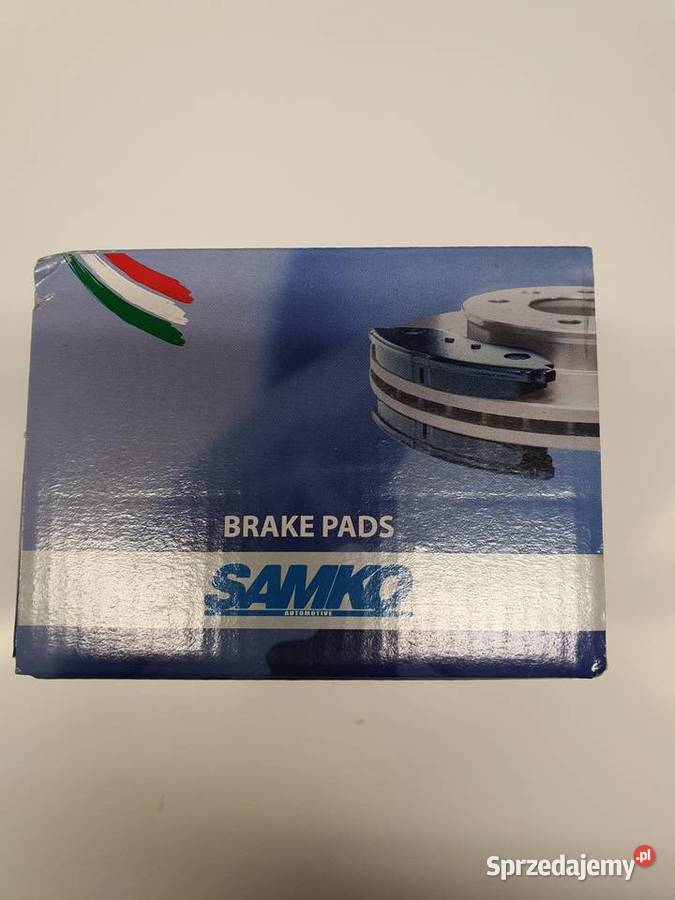 BRAKE PADS
SAMKO
AUTOMOTIVE
Sprzedajemy.pl